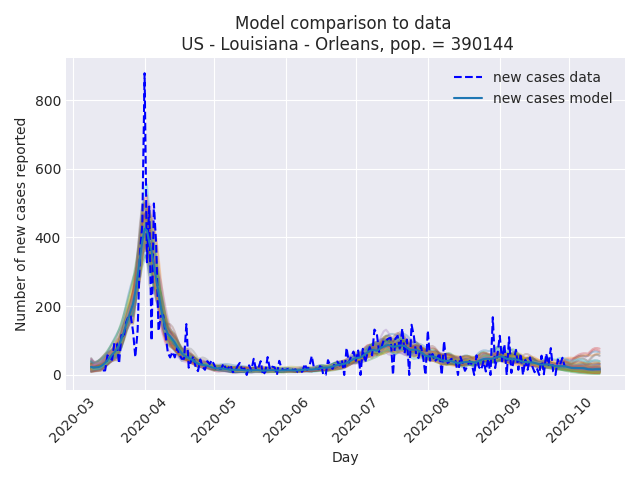 Model comparison to data
US - Louisiana - Orleans, pop. = 390144
new cases data
new cases model
Number of new cases reported
800
600
400
200
0
2020-03
2020-04
2020-05
2020-06
2020-07
2020-08
2020-09
2020-10
Day